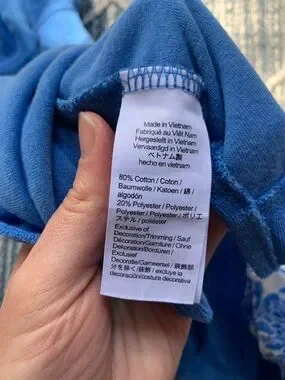 Made in Vietnam
Fabriqué au Viêt Nam
Hergestellt in Vietnam
Vervaardigd in Vietnam
ベトナム製
hecho en vietnam
80% Cotton / Coton /
Baumwolle / Katoen / 綿 /
algodón
20% Polyester / Polyester /
Polyester / Polyester / ポリエ
ステル / poliéster
Exclusive of
Decoration/Trimming / Sauf
Décoration/Garniture / Ohne
Dekoration/Bordüren /
Exclusief
Decoratie/Garneersel / 装飾部
分を除く/装飾 / excluye la
decoración/costura decorativa